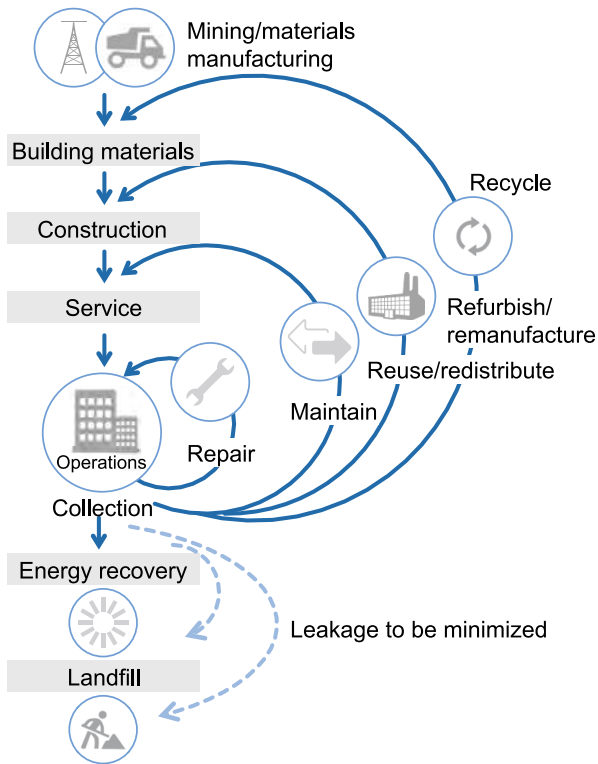 Mining/materials
manufacturing
Building materials
Recycle
Construction
Service
Refurbish/
remanufacture
Reuse/redistribute
Maintain
Repair
Operations
Collection
Energy recovery
Leakage to be minimized
Landfill